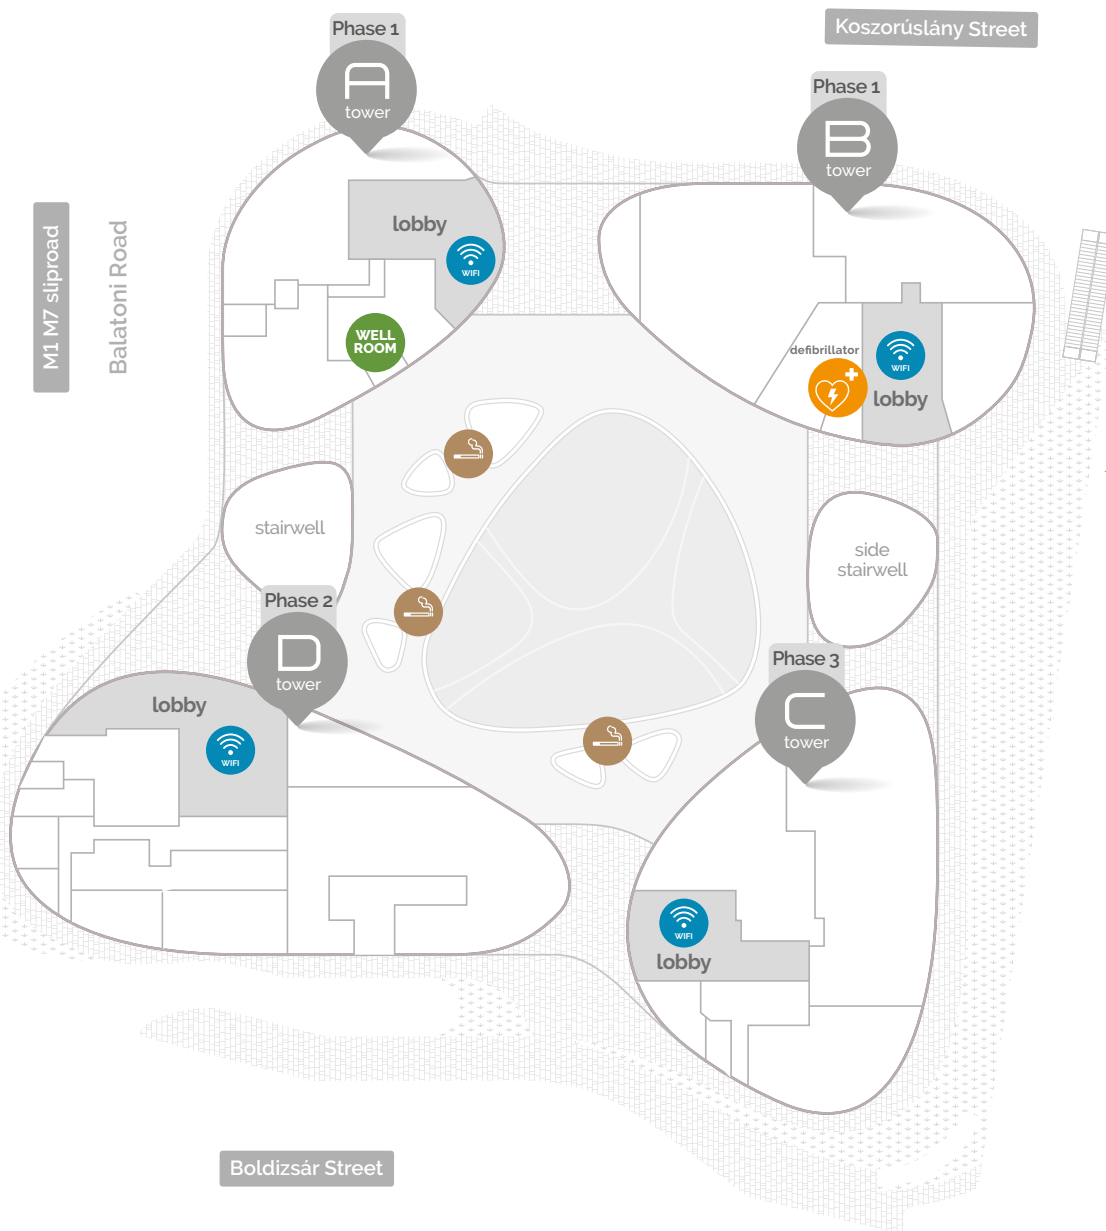 Phase 1
A
tower
Koszorúslány Street
Phase 1
B
tower
M1 M7 sliproad
Balatoni Road
lobby
WIFI
WELL
ROOM
defibrillator
WIFI
lobby
stairwell
side
stairwell
Phase 2
D
tower
Phase 3
C
tower
lobby
WIFI
WIFI
lobby
Boldizsár Street